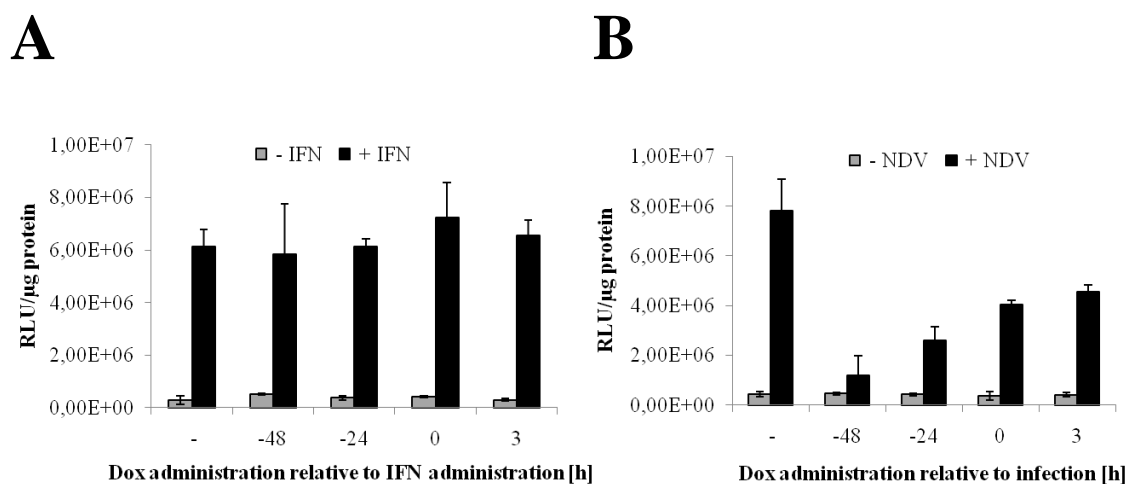 A
B
RLU/µg protein
1,00E+07
8,00E+06
6,00E+06
4,00E+06
2,00E+06
0,00E+00
- IFN + IFN
- -48 -24 0 3
Dox administration relative to IFN administration [h]
RLU/µg protein
1,00E+07
8,00E+06
6,00E+06
4,00E+06
2,00E+06
0,00E+00
- NDV + NDV
- -48 -24 0 3
Dox administration relative to infection [h]